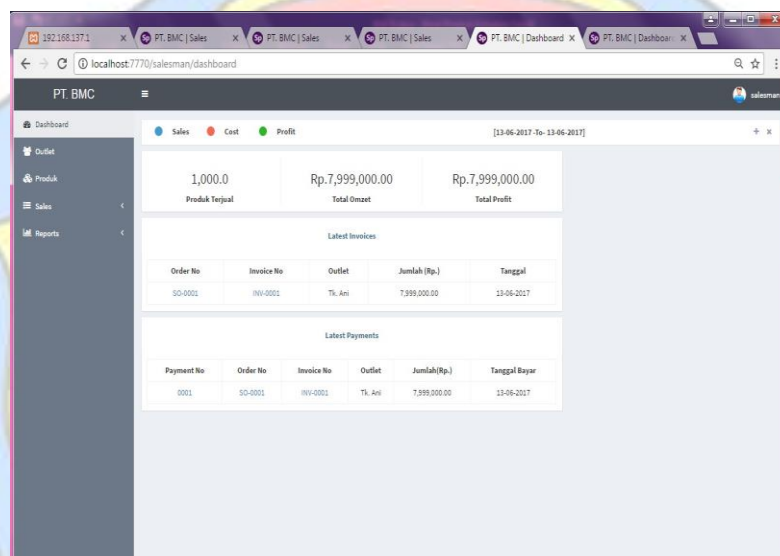 192.168.137.1 PT. BMC | Sales PT. BMC | Sales PT. BMC | Sales PT. BMC | Dashboard PT. BMC | Dashboar
localhost:7770/salesman/dashboard
PT. BMC salesman
Dashboard
Outlet
Produk
Sales
Reports
Sales Cost Profit [13-06-2017 -To- 13-06-2017]
1,000.0 Rp.7,999,000.00 Rp.7,999,000.00
Produk Terjual Total Omzet Total Profit
Latest Invoices
Order No Invoice No Outlet Jumlah (Rp.) Tanggal
SO-0001 INV-0001 Tk. Ani 7,999,000.00 13-06-2017
Latest Payments
Payment No Order No Invoice No Outlet Jumlah(Rp.) Tanggal Bayar
0001 SO-0001 INV-0001 Tk. Ani 7,999,000.00 13-06-2017